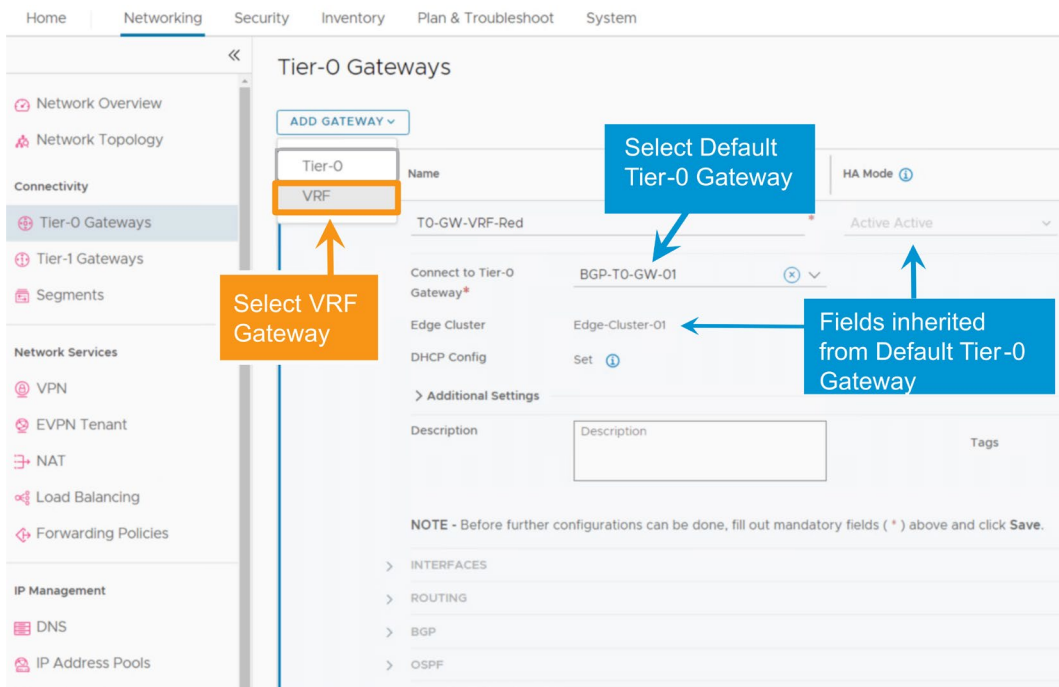 Home Networking Security Inventory Plan & Troubleshoot System
«
Tier-0 Gateways
Network Overview
Network Topology
Connectivity
Tier-0 Gateways
Tier-1 Gateways
Segments
Network Services
VPN
EVPN Tenant
NAT
Load Balancing
Forwarding Policies
IP Management
DNS
IP Address Pools
ADD GATEWAY
Tier-0
VRF
Select VRF
Gateway
Select Default
Tier-0 Gateway
Name
HA Mode
T0-GW-VRF-Red * Active Active
Connect to Tier-0
Gateway*
BGP-T0-GW-01
Edge Cluster Edge-Cluster-01
Fields inherited
from Default Tier-0
Gateway
DHCP Config Set
Additional Settings
Description Description Tags
NOTE - Before further configurations can be done, fill out mandatory fields ( * ) above and click Save.
INTERFACES
ROUTING
BGP
OSPF